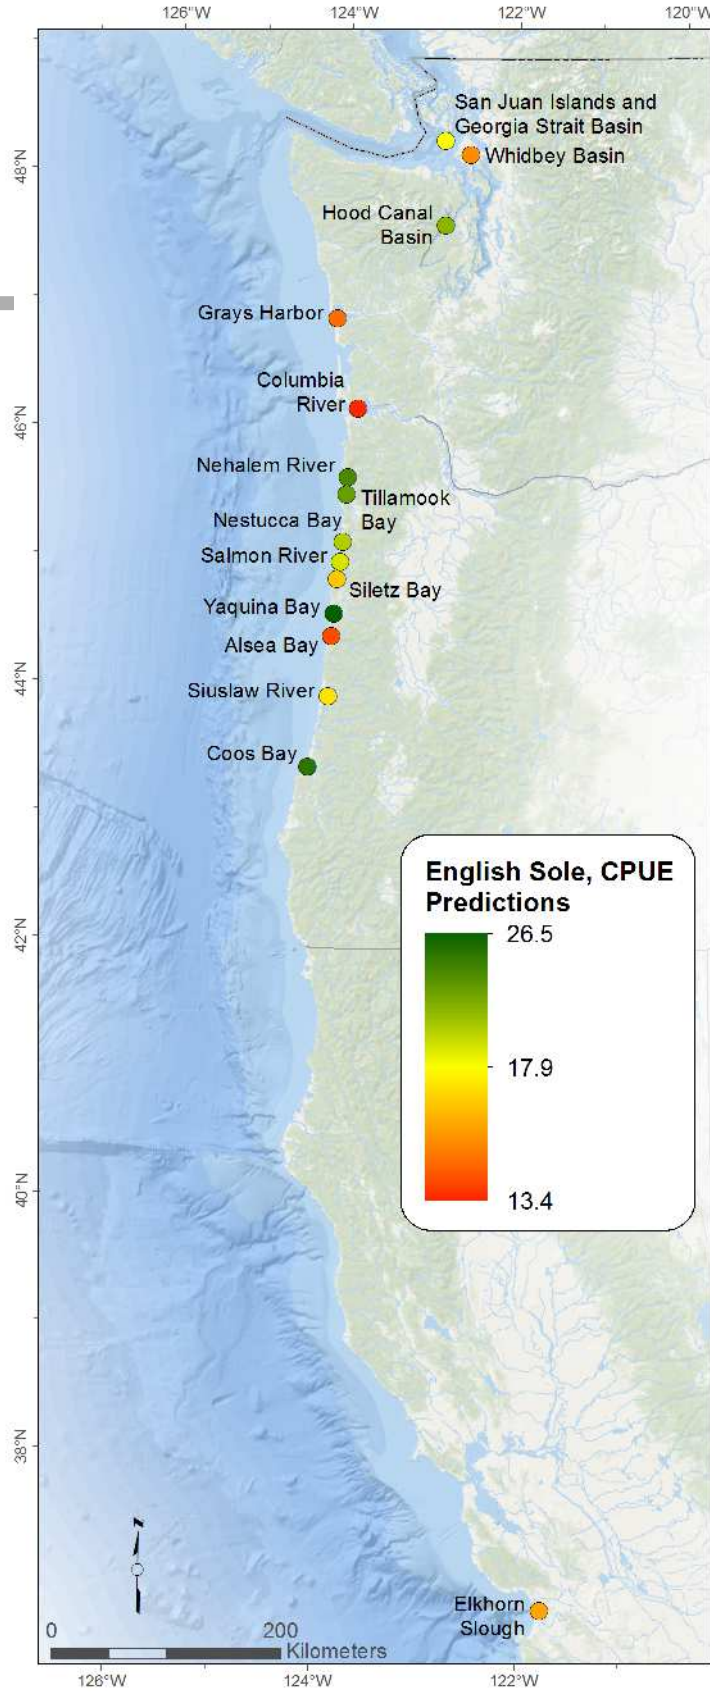 126°W 124°W 122°W 120°W
San Juan Islands and
Georgia Strait Basin
Whidbey Basin
48°N
Hood Canal
Basin
Grays Harbor
Columbia
River
46°N
Nehalem River
Tillamook
Bay
Nestucca Bay
Salmon River
Siletz Bay
Yaquina Bay
Alsea Bay
44°N
Siuslaw River
Coos Bay
English Sole, CPUE
Predictions
26.5
17.9
13.4
42°N
40°N
38°N
N
Elkhorn
Slough
0 200
Kilometers
126°W 124°W 122°W